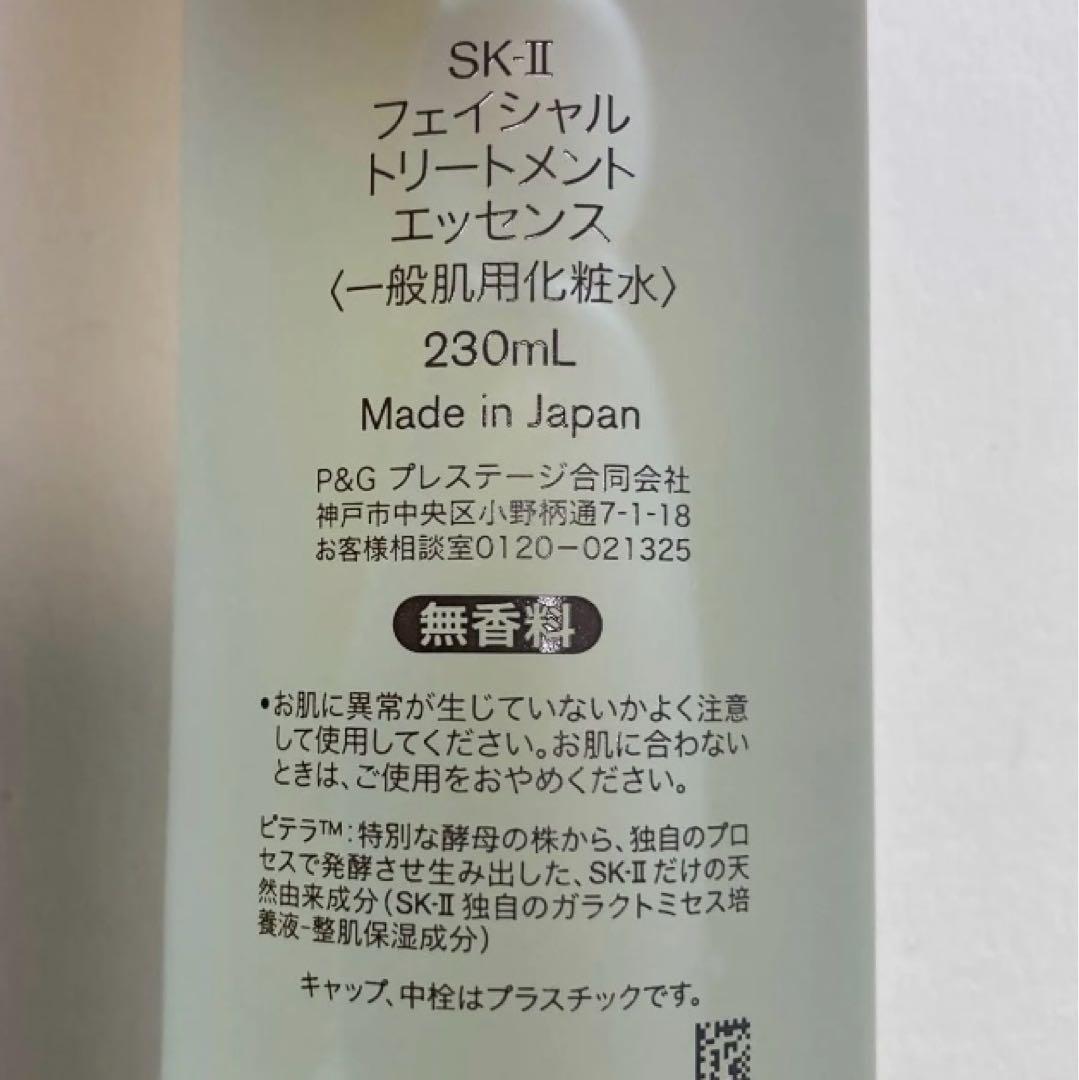 SK-Ⅱ
フェイシャル
トリートメント
エッセンス
〈一般肌用化粧水〉
230mL
Made in Japan
P&G プレステージ合同会社
神戸市中央区小野柄通7-1-18
お客様相談室0120-021325
無香料
•お肌に異常が生じていないかよく注意
して使用してください。お肌に合わない
ときは、ご使用をおやめください。
ピテラ™:特別な酵母の株から、独自のプロ
セスで発酵させ生み出した、SK-Ⅱだけの天
然由来成分(SK-Ⅱ独自のガラクトミセス培
養液-整肌保湿成分)
キャップ、中栓はプラスチックです。